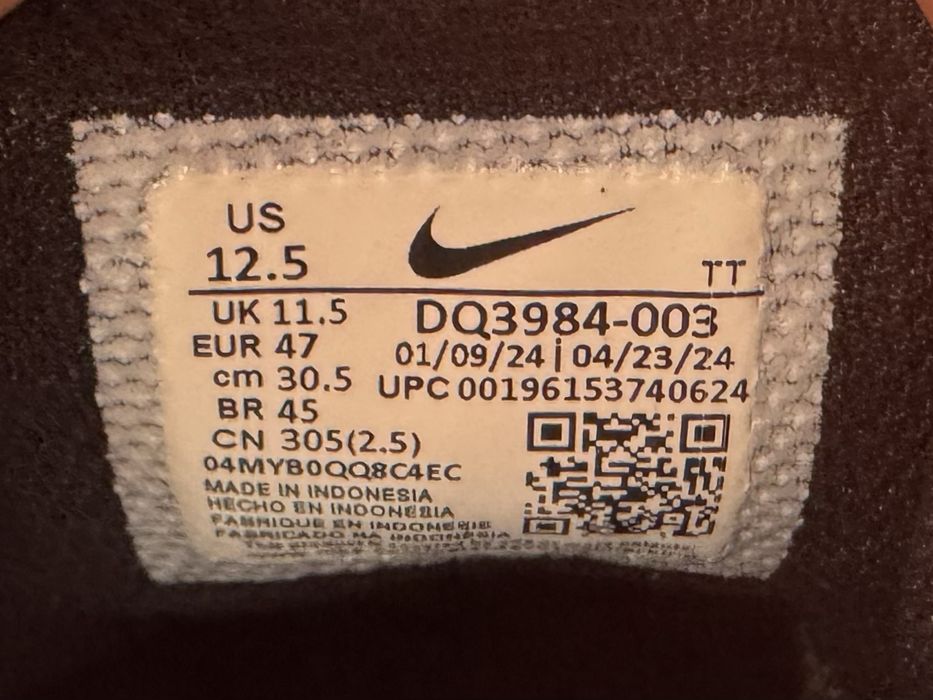 US
12.5
TT
UK 11.5
EUR 47
cm 30.5
BR 45
CN 305(2.5)
DQ3984-003
01/09/24 | 04/23/24
UPC 00196153740624
04MYB0QQ8C4EC
MADE IN INDONESIA
HECHO EN INDONESIA
FABRIQUE EN INDONESIE
FABRICADO NA INDONESIA